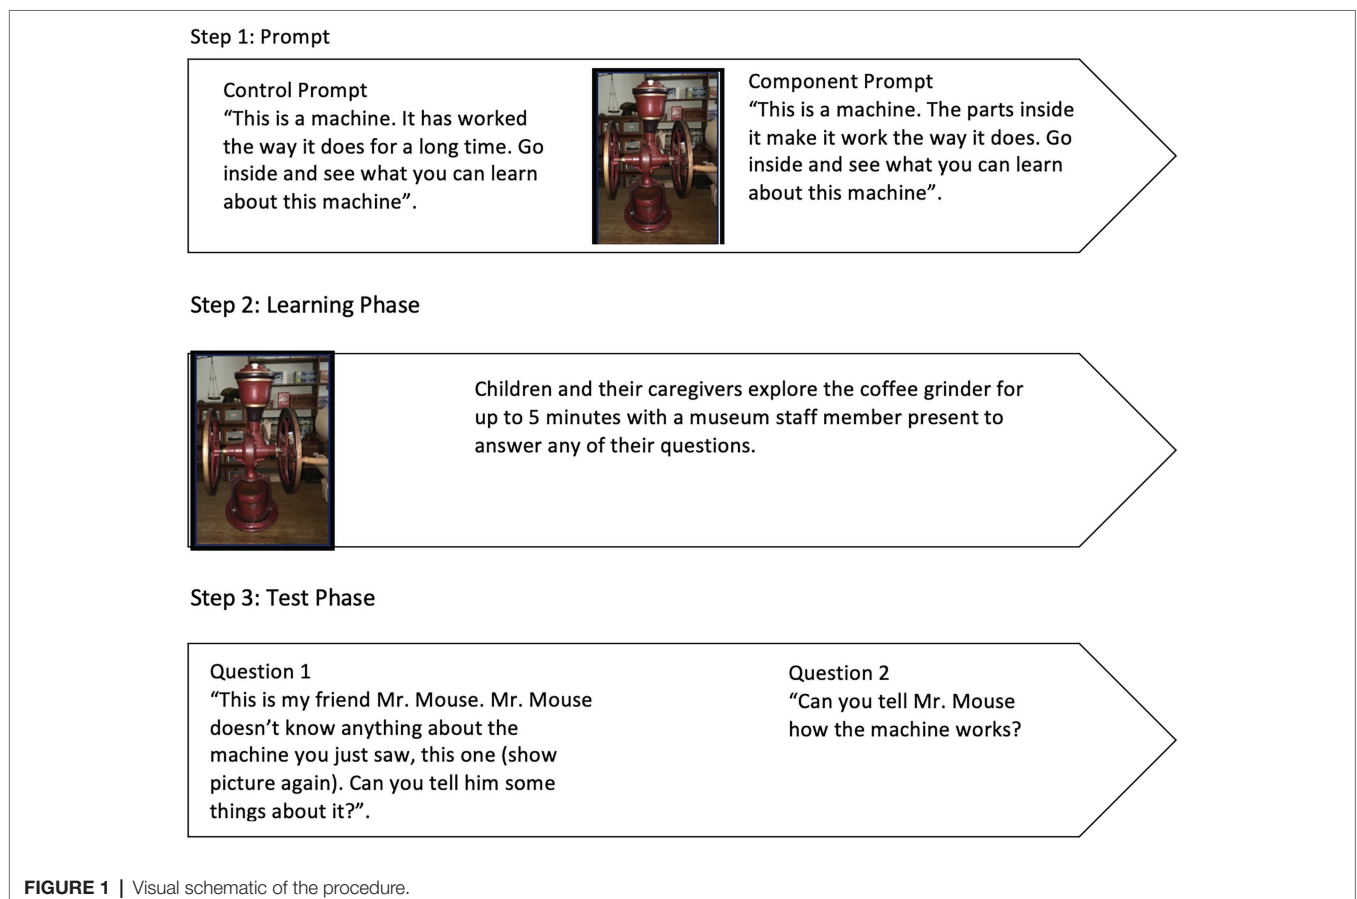 Step 1: Prompt
Control Prompt
“This is a machine. It has worked
the way it does for a long time. Go
inside and see what you can learn
about this machine”.
Component Prompt
“This is a machine. The parts inside
it make it work the way it does. Go
inside and see what you can learn
about this machine”.
Step 2: Learning Phase
Children and their caregivers explore the coffee grinder for
up to 5 minutes with a museum staff member present to
answer any of their questions.
Step 3: Test Phase
Question 1
“This is my friend Mr. Mouse. Mr. Mouse
doesn’t know anything about the
machine you just saw, this one (show
picture again). Can you tell him some
things about it?”.
Question 2
“Can you tell Mr. Mouse
how the machine works?
FIGURE 1 | Visual schematic of the procedure.